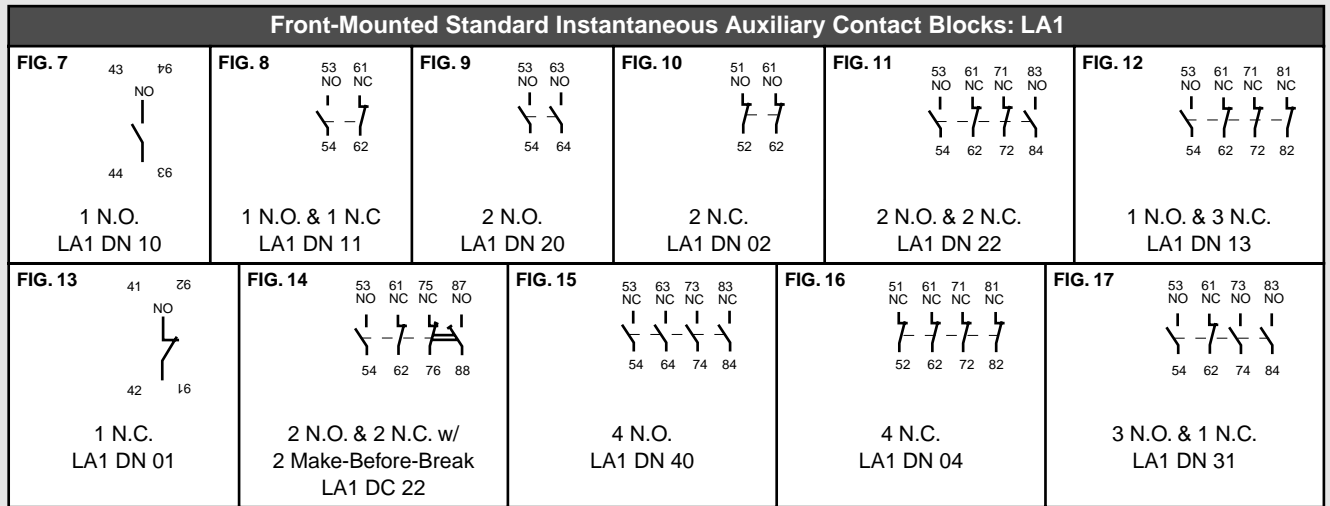 Front-Mounted Standard Instantaneous Auxiliary Contact Blocks: LA1
FIG. 7
43 94
NO
44 93
1 N.O.
LA1 DN 10
FIG. 8
53 61
NO NC
54 62
1 N.O. & 1 N.C
LA1 DN 11
FIG. 9
53 63
NO NO
54 64
2 N.O.
LA1 DN 20
FIG. 10
51 61
NO NO
52 62
2 N.C.
LA1 DN 02
FIG. 11
53 61 71 83
NO NC NC NO
54 62 72 84
2 N.O. & 2 N.C.
LA1 DN 22
FIG. 12
53 61 71 81
NO NC NC NC
54 62 72 82
1 N.O. & 3 N.C.
LA1 DN 13
FIG. 13
41 92
NO
42 91
1 N.C.
LA1 DN 01
FIG. 14
53 61 75 87
NO NC NC NO
54 62 76 88
2 N.O. & 2 N.C. w/
2 Make-Before-Break
LA1 DC 22
FIG. 15
53 63 73 83
NC NC NC NC
54 64 74 84
4 N.O.
LA1 DN 40
FIG. 16
51 61 71 81
NC NC NC NC
52 62 72 82
4 N.C.
LA1 DN 04
FIG. 17
53 61 73 83
NO NC NO NO
54 62 74 84
3 N.O. & 1 N.C.
LA1 DN 31